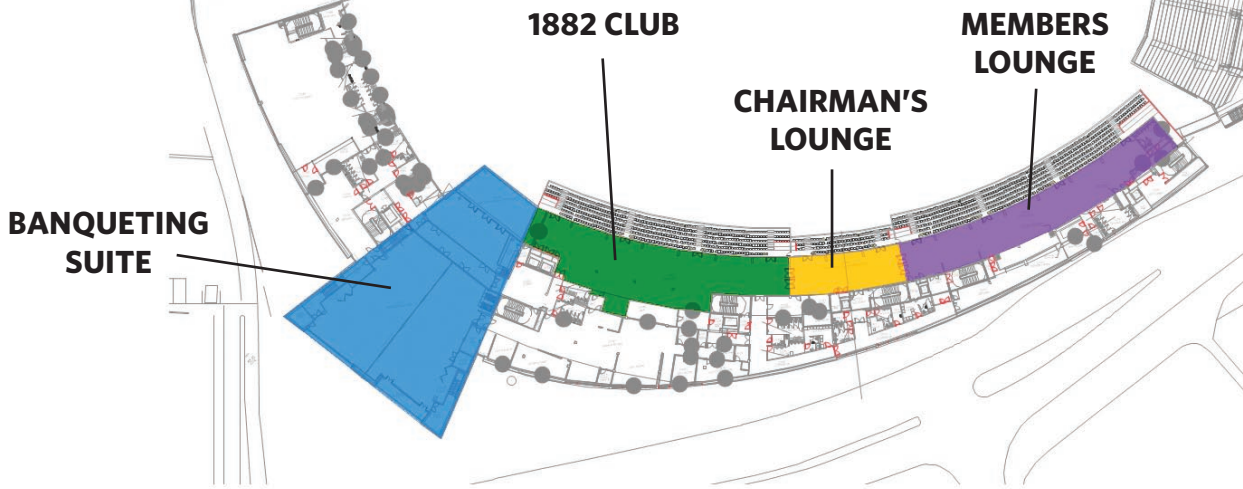 1882 CLUB
MEMBERS
LOUNGE
CHAIRMAN'S
LOUNGE
BANQUETING
SUITE